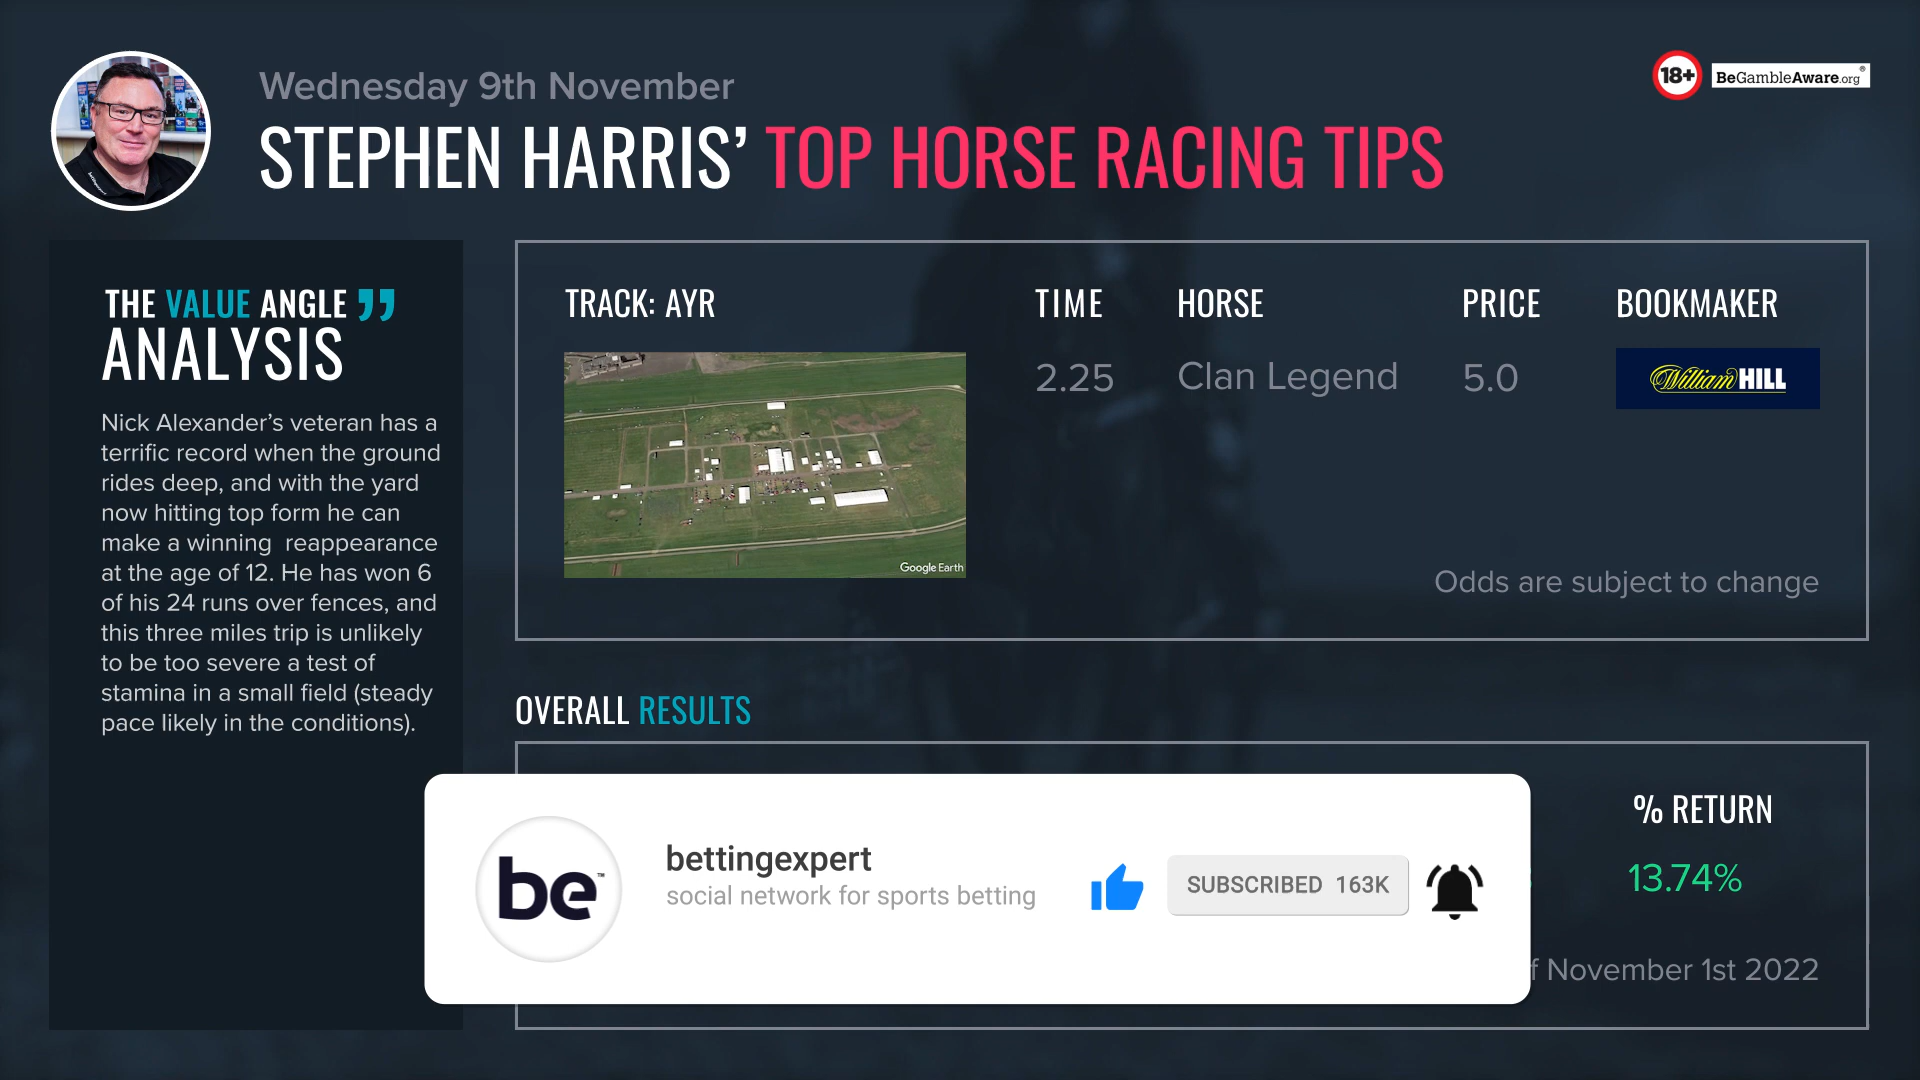 Wednesday 9th November
STEPHEN HARRIS’ TOP HORSE RACING TIPS
18+ BeGambleAware.org®
THE VALUE ANGLE ”
ANALYSIS
Nick Alexander’s veteran has a
terrific record when the ground
rides deep, and with the yard
now hitting top form he can
make a winning  reappearance
at the age of 12. He has won 6
of his 24 runs over fences, and
this three miles trip is unlikely
to be too severe a test of
stamina in a small field (steady
pace likely in the conditions).
TRACK: AYR TIME HORSE PRICE BOOKMAKER
2.25 Clan Legend 5.0 William HILL
Google Earth
Odds are subject to change
OVERALL RESULTS
% RETURN
13.74%
f November 1st 2022
be™
bettingexpert
social network for sports betting
SUBSCRIBED 163K